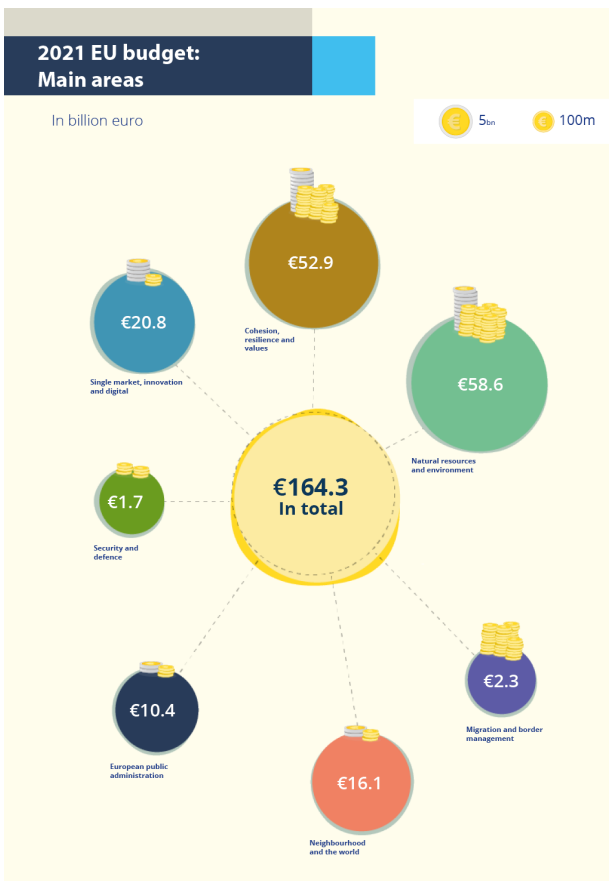 2021 EU budget:
Main areas
In billion euro
5bn
100m
€52.9
Cohesion,
resilience and
values
€20.8
Single market, innovation
and digital
€58.6
Natural resources
and environment
€164.3
In total
€1.7
Security and
defence
€2.3
Migration and border
management
€10.4
European public
administration
€16.1
Neighbourhood
and the world